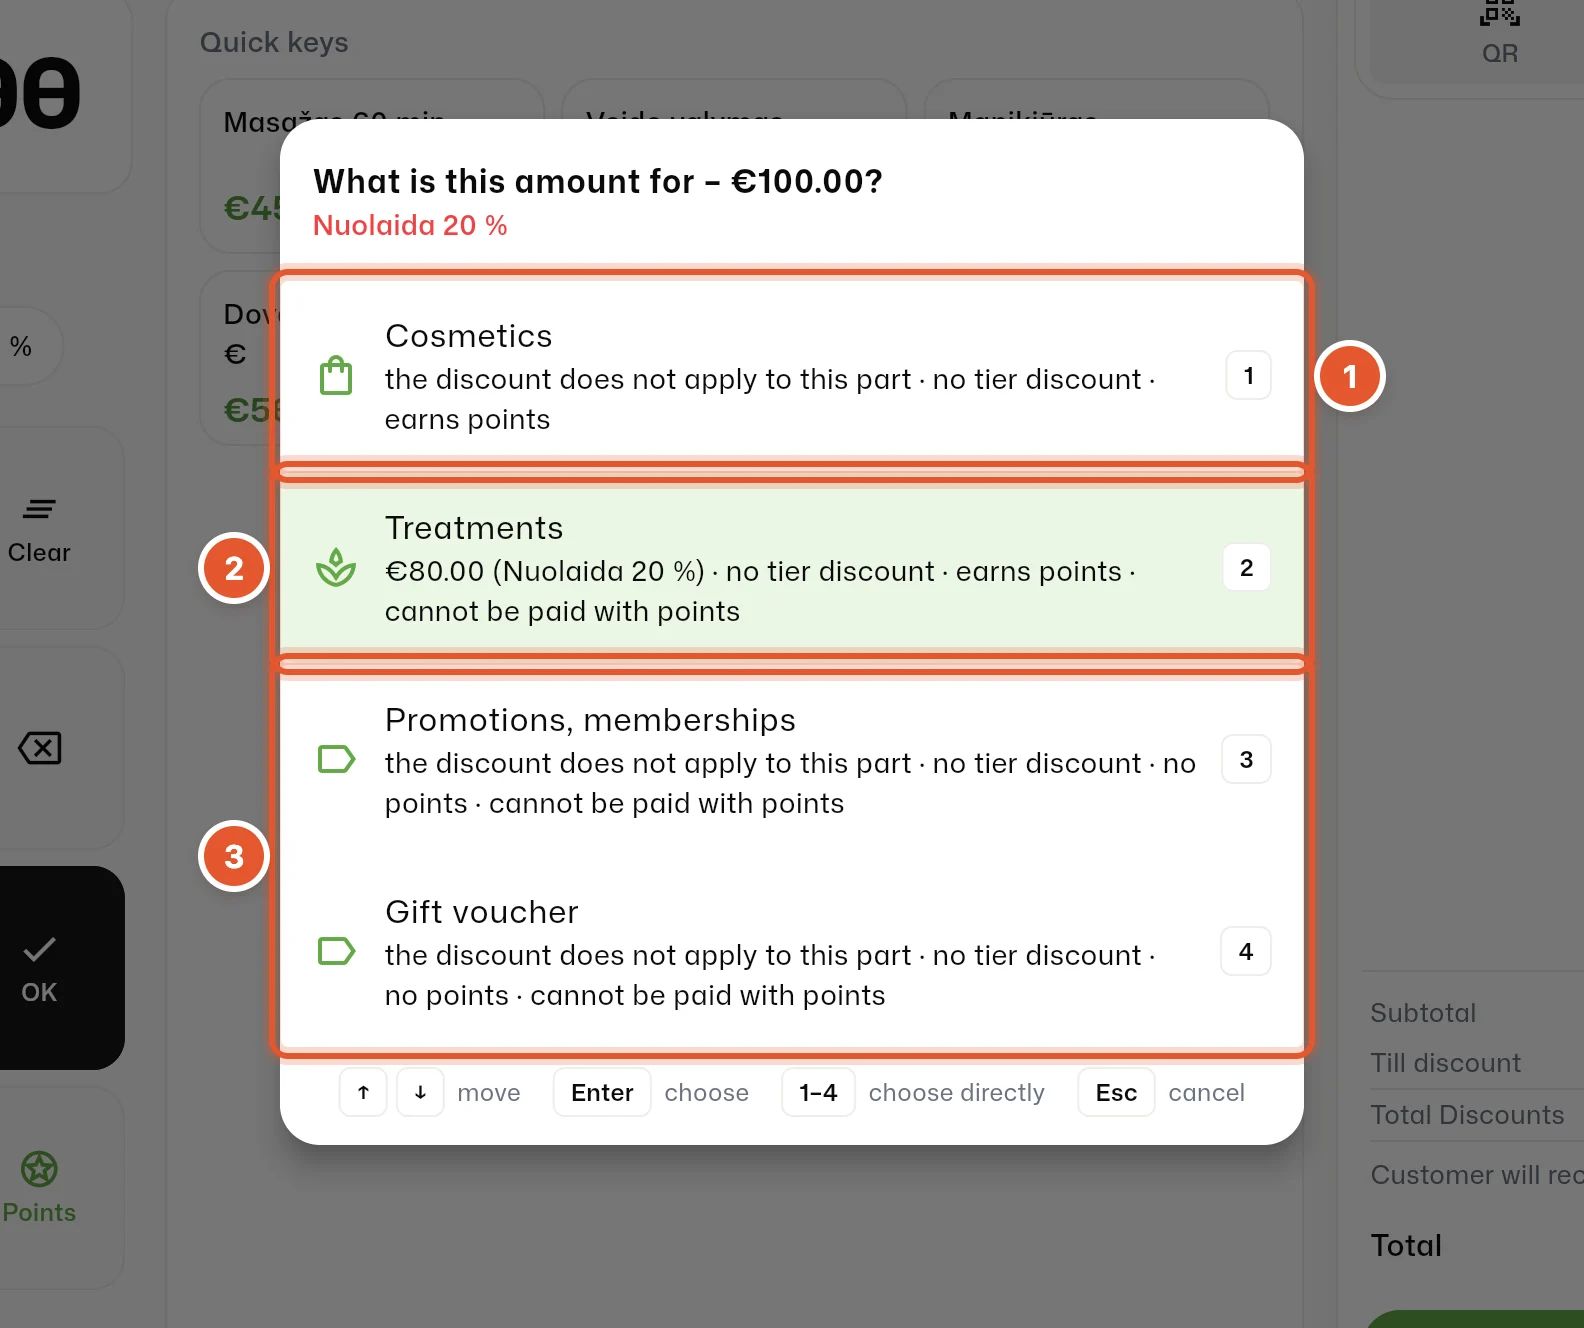 Quick keys
QR
What is this amount for – €100.00?
Nuolaida 20 %
Cosmetics
the discount does not apply to this part · no tier discount ·
earns points
1
1
Treatments
€80.00 (Nuolaida 20 %) · no tier discount · earns points ·
cannot be paid with points
2
2
Promotions, memberships
the discount does not apply to this part · no tier discount · no
points · cannot be paid with points
3
3
Gift voucher
the discount does not apply to this part · no tier discount ·
no points · cannot be paid with points
4
↑ ↓ move Enter choose 1–4 choose directly Esc cancel
%
€
Clear
OK
Points
Subtotal
Till discount
Total Discounts
Customer will
Total